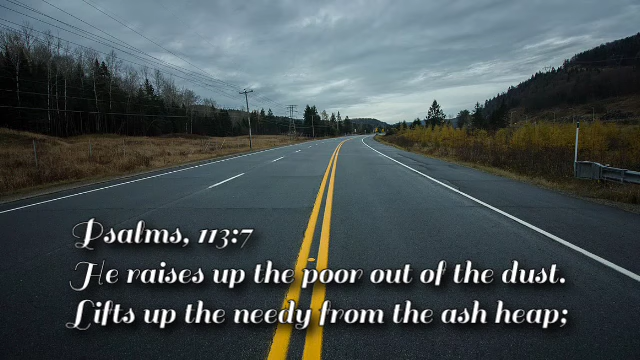 Psalms, 113:7
He raises up the poor out of the dust.
Lifts up the needy from the ash heap;